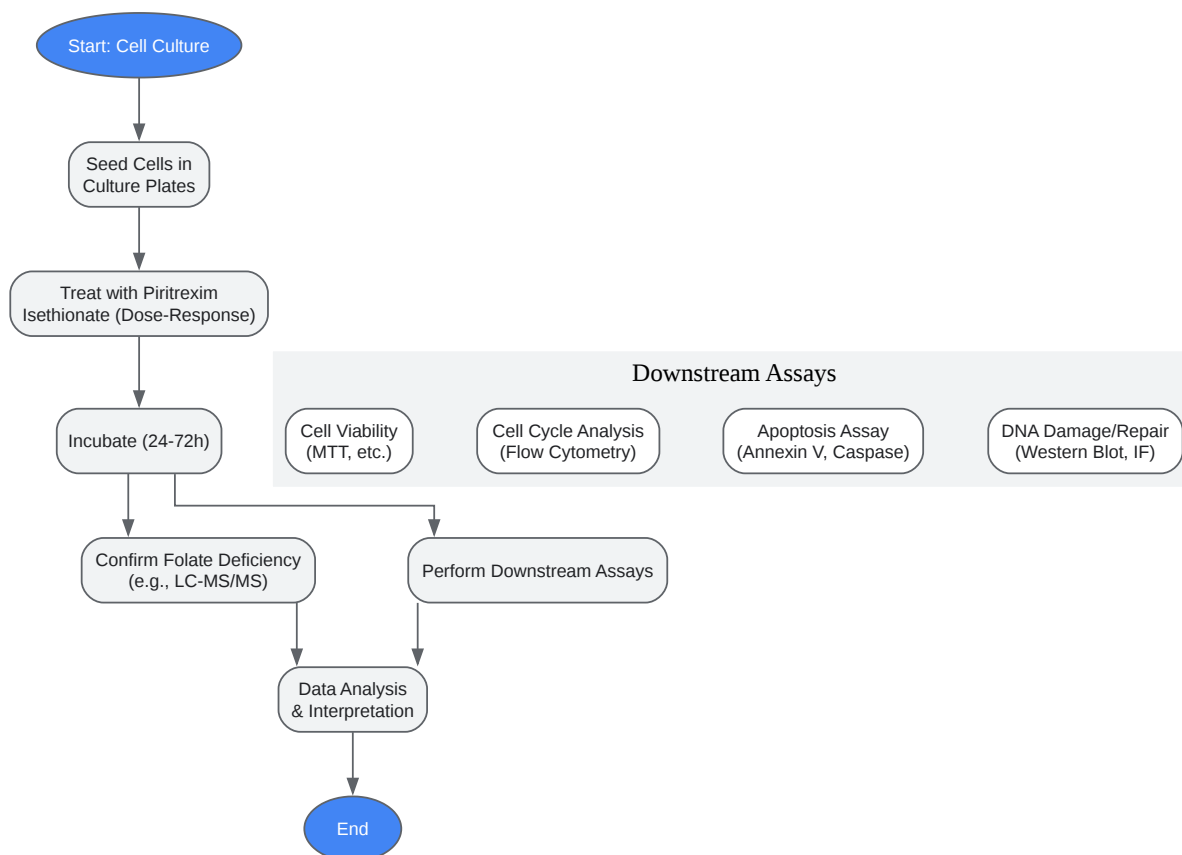 Start: Cell Culture
Seed Cells in
Culture Plates
Treat with Piritrexim
Isethionate (Dose-Response)
Downstream Assays
Incubate (24-72h)
Cell Viability
(MTT, etc.)
Cell Cycle Analysis
(Flow Cytometry)
Apoptosis Assay
(Annexin V, Caspase)
DNA Damage/Repair
(Western Blot, IF)
Confirm Folate Deficiency
(e.g., LC-MS/MS)
Perform Downstream Assays
Data Analysis
& Interpretation
End